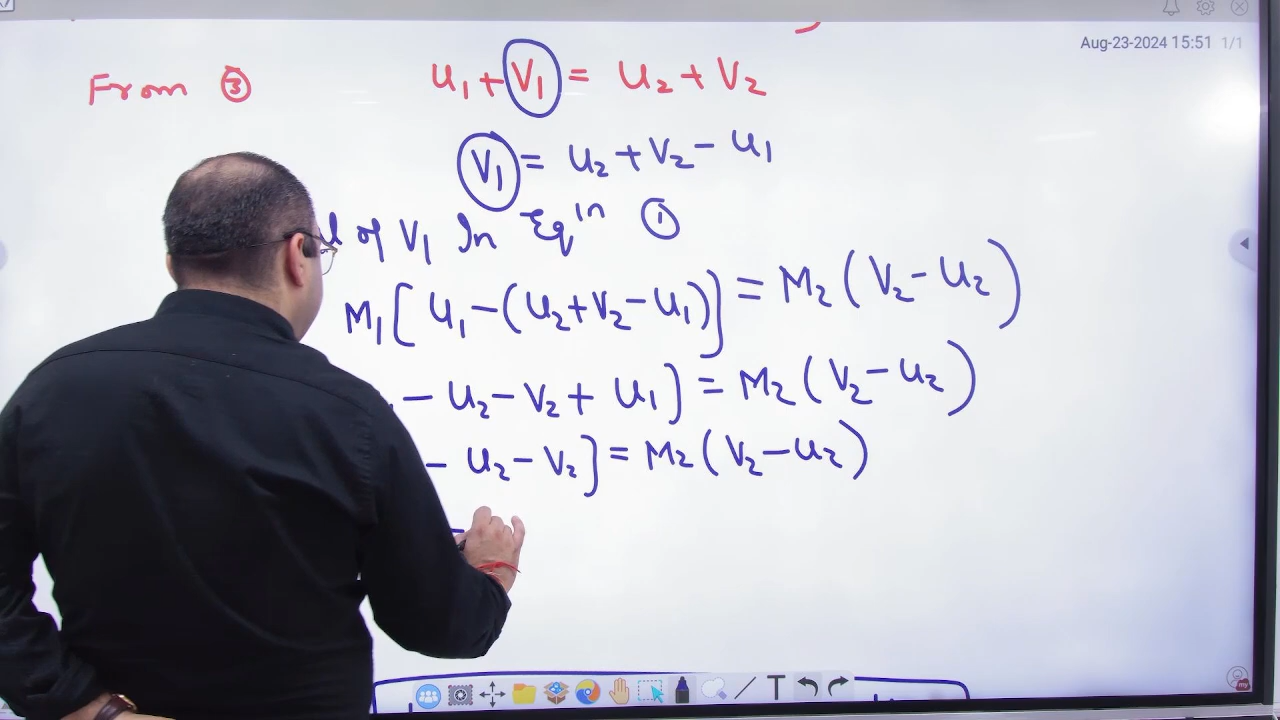 Aug-23-2024 15:51 1/1
From ③ u₁ + V₁ = u₂ + V₂
V₁ = u₂ + V₂ - u₁
of V₁ In Eqⁿ ①
M₁[u₁ - (u₂ + V₂ - u₁)] = M₂(V₂ - u₂)
- u₂ - V₂ + u₁] = M₂(V₂ - u₂)
- u₂ - V₂] = M₂(V₂ - u₂)
-
T
my